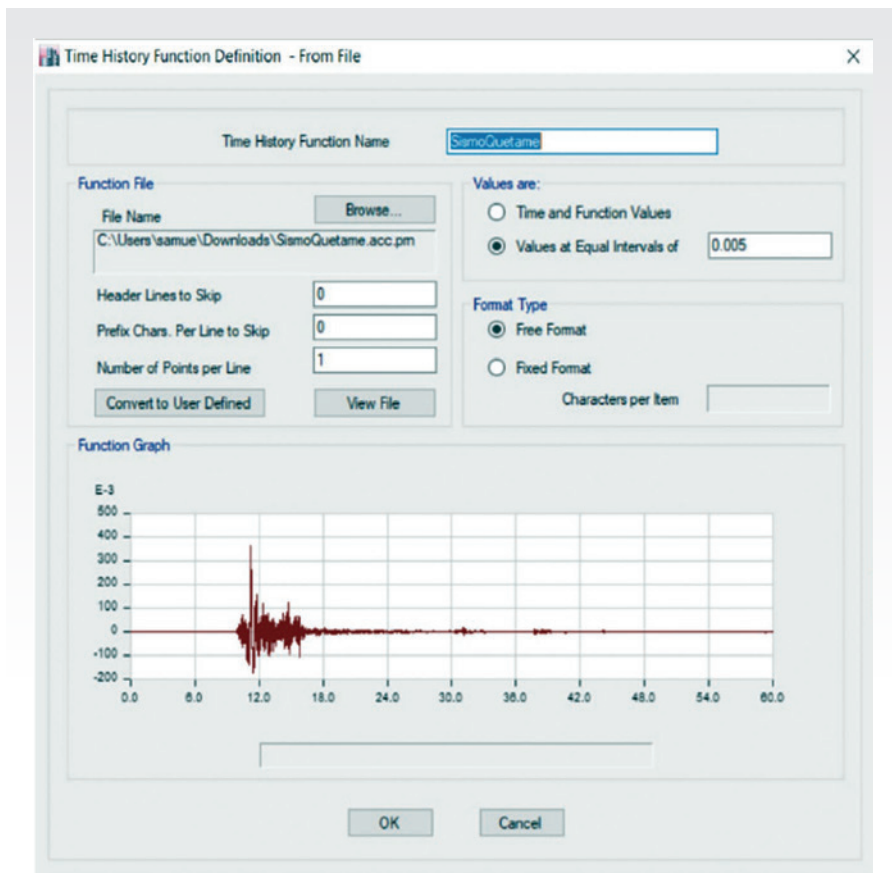 Time History Function Definition - From File
Time History Function Name
SismoQuetame
Function File
File Name
Browse...
C:\Users\samue\Downloads\SismoQuetame.acc.prn
Header Lines to Skip
0
Prefix Chars. Per Line to Skip
0
Number of Points per Line
1
Convert to User Defined
View File
Values are:
Time and Function Values
Values at Equal Intervals of
0.005
Format Type
Free Format
Fixed Format
Characters per Item
Function Graph
E-3
500
400
300
200
100
0
-100
-200
0.0 6.0 12.0 18.0 24.0 30.0 36.0 42.0 48.0 54.0 60.0
OK
Cancel